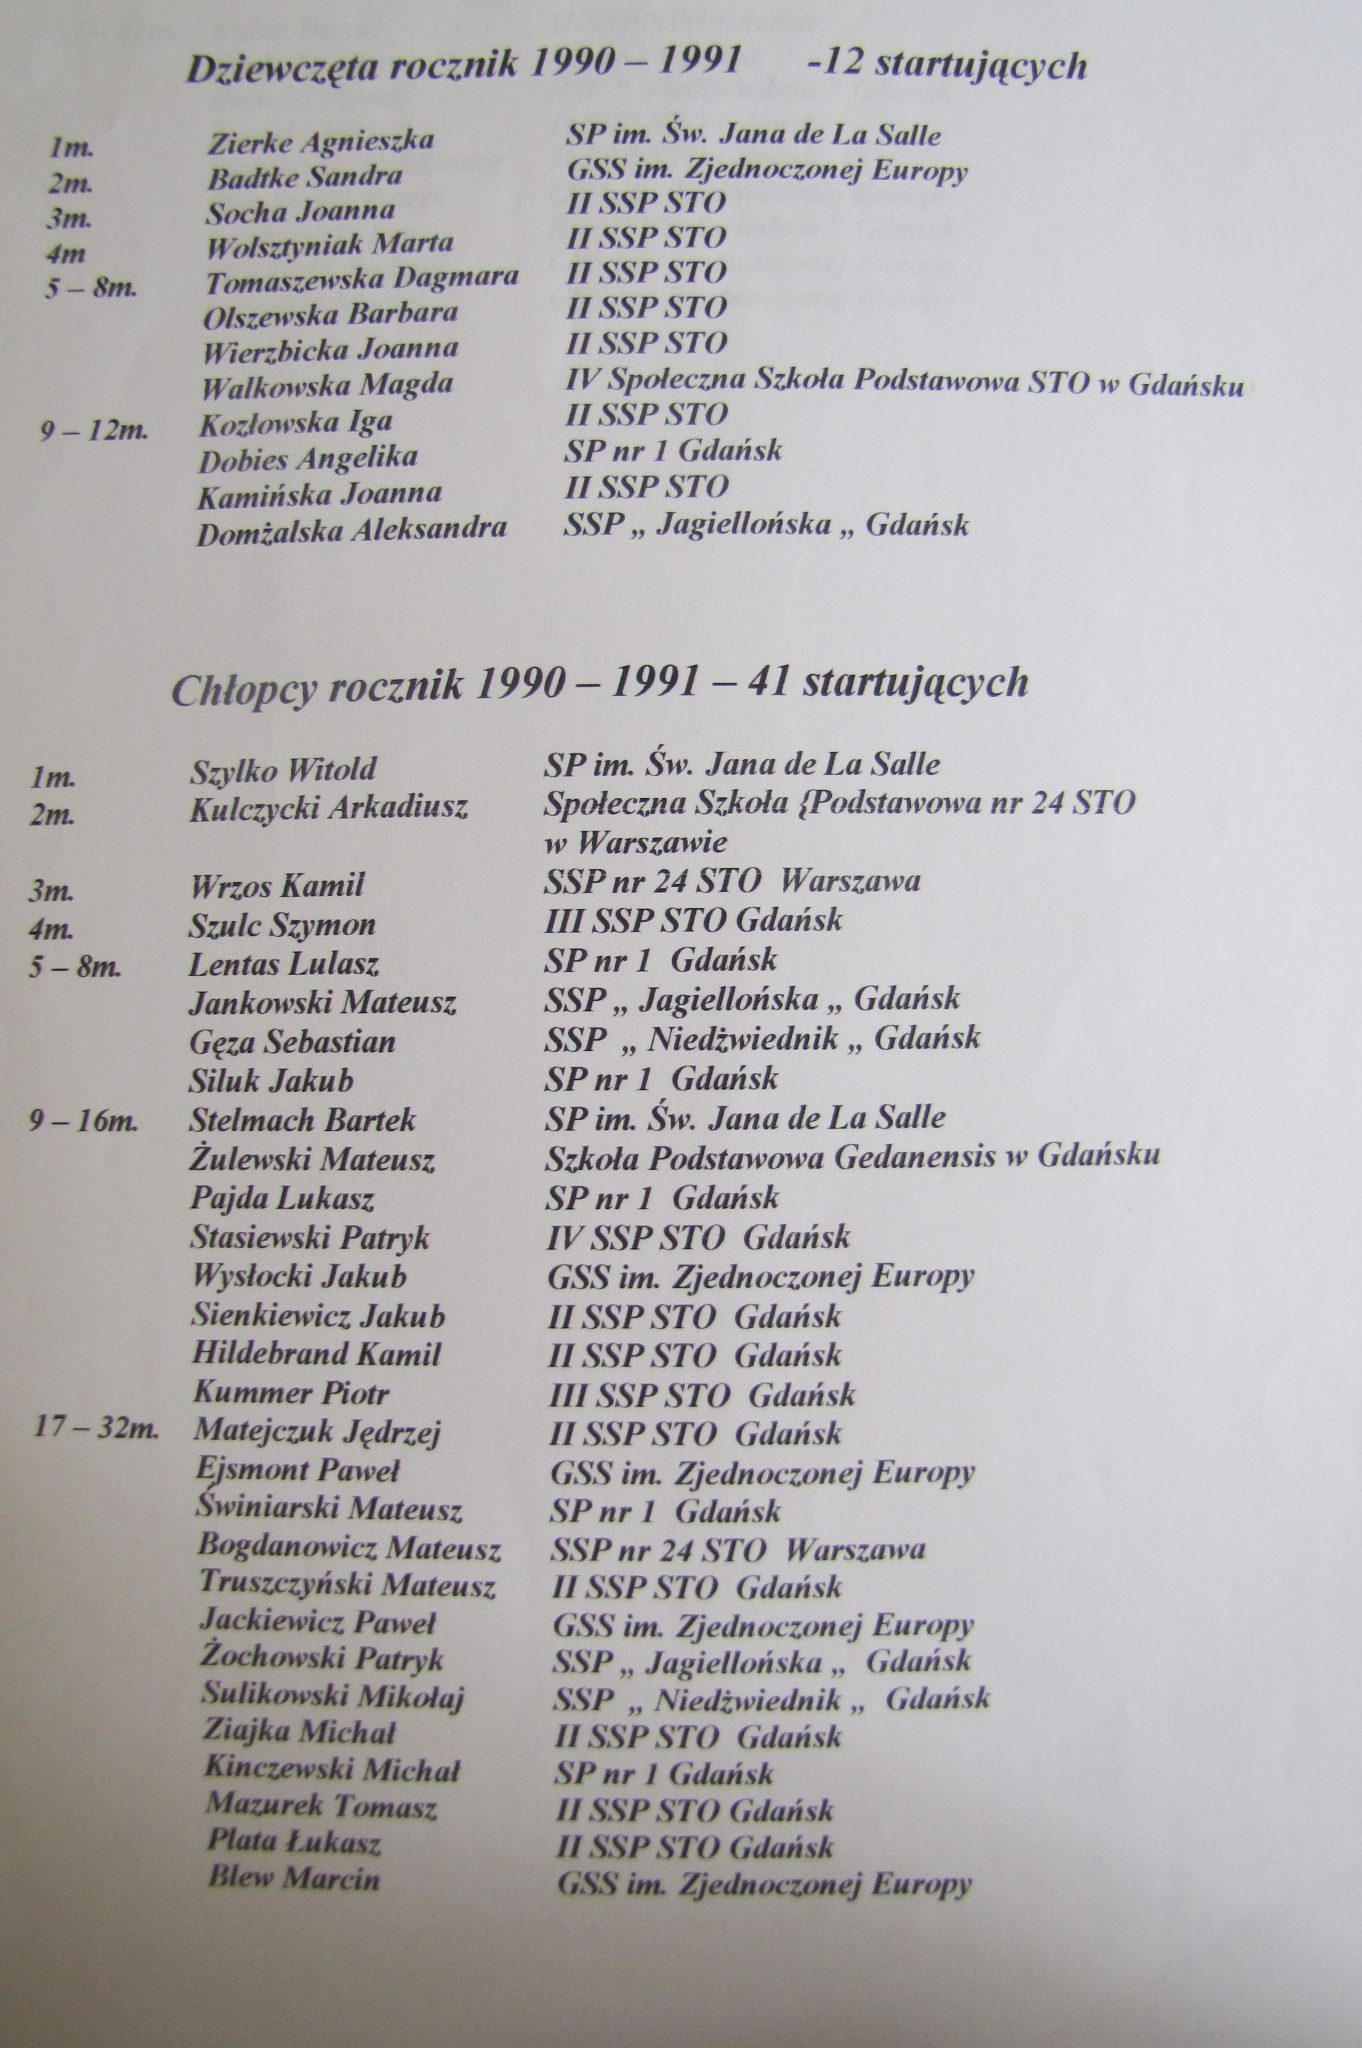 Dziewczęta rocznik 1990 – 1991 -12 startujących
1m. Zierke Agnieszka SP im. Św. Jana de La Salle
2m. Badtke Sandra GSS im. Zjednoczonej Europy
3m. Socha Joanna II SSP STO
4m Wolsztyniak Marta II SSP STO
5 – 8m. Tomaszewska Dagmara II SSP STO
Olszewska Barbara II SSP STO
Wierzbicka Joanna II SSP STO
Walkowska Magda IV Społeczna Szkoła Podstawowa STO w Gdańsku
9 – 12m. Kozłowska Iga II SSP STO
Dobies Angelika SP nr 1 Gdańsk
Kamińska Joanna II SSP STO
Domżalska Aleksandra SSP „ Jagiellońska „ Gdańsk
Chłopcy rocznik 1990 – 1991 – 41 startujących
1m. Szylko Witold SP im. Św. Jana de La Salle
2m. Kulczycki Arkadiusz Społeczna Szkoła {Podstawowa nr 24 STO
w Warszawie
3m. Wrzos Kamil SSP nr 24 STO Warszawa
4m. Szulc Szymon III SSP STO Gdańsk
5 – 8m. Lentas Lulasz SP nr 1 Gdańsk
Jankowski Mateusz SSP „ Jagiellońska „ Gdańsk
Gęza Sebastian SSP „ Niedżwiednik „ Gdańsk
Siluk Jakub SP nr 1 Gdańsk
9 – 16m. Stelmach Bartek SP im. Św. Jana de La Salle
Żulewski Mateusz Szkoła Podstawowa Gedanensis w Gdańsku
Pajda Lukasz SP nr 1 Gdańsk
Stasiewski Patryk IV SSP STO Gdańsk
Wysłocki Jakub GSS im. Zjednoczonej Europy
Sienkiewicz Jakub II SSP STO Gdańsk
Hildebrand Kamil II SSP STO Gdańsk
Kummer Piotr III SSP STO Gdańsk
17 – 32m. Matejczuk Jędrzej II SSP STO Gdańsk
Ejsmont Paweł GSS im. Zjednoczonej Europy
Świniarski Mateusz SP nr 1 Gdańsk
Bogdanowicz Mateusz SSP nr 24 STO Warszawa
Truszczyński Mateusz II SSP STO Gdańsk
Jackiewicz Paweł GSS im. Zjednoczonej Europy
Żochowski Patryk SSP „ Jagiellońska „ Gdańsk
Sulikowski Mikołaj SSP „ Niedżwiednik „ Gdańsk
Ziajka Michał II SSP STO Gdańsk
Kinczewski Michał SP nr 1 Gdańsk
Mazurek Tomasz II SSP STO Gdańsk
Plata Łukasz II SSP STO Gdańsk
Blew Marcin GSS im. Zjednoczonej Europy